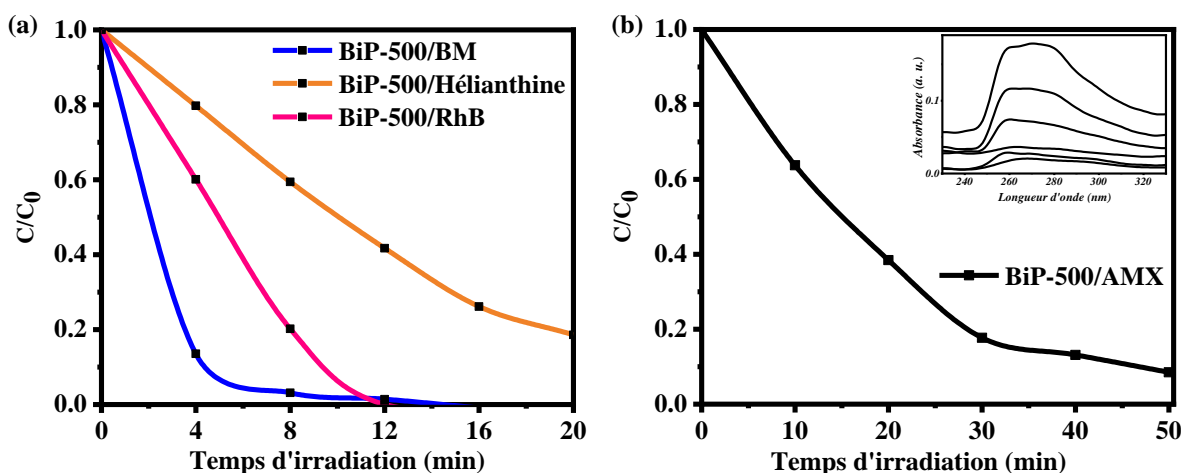 (a)
1.0
0.8
0.6
0.4
0.2
0.0
C/C0
BiP-500/BM
BiP-500/Hélianthine
BiP-500/RhB
0 4 8 12 16 20
Temps d'irradiation (min)
(b)
1.0
0.8
0.6
0.4
0.2
0.0
C/C0
Absorbance (a. u.)
0.1
0.0
240 260 280 300 320
Longueur d'onde (nm)
BiP-500/AMX
0 10 20 30 40 50
Temps d'irradiation (min)